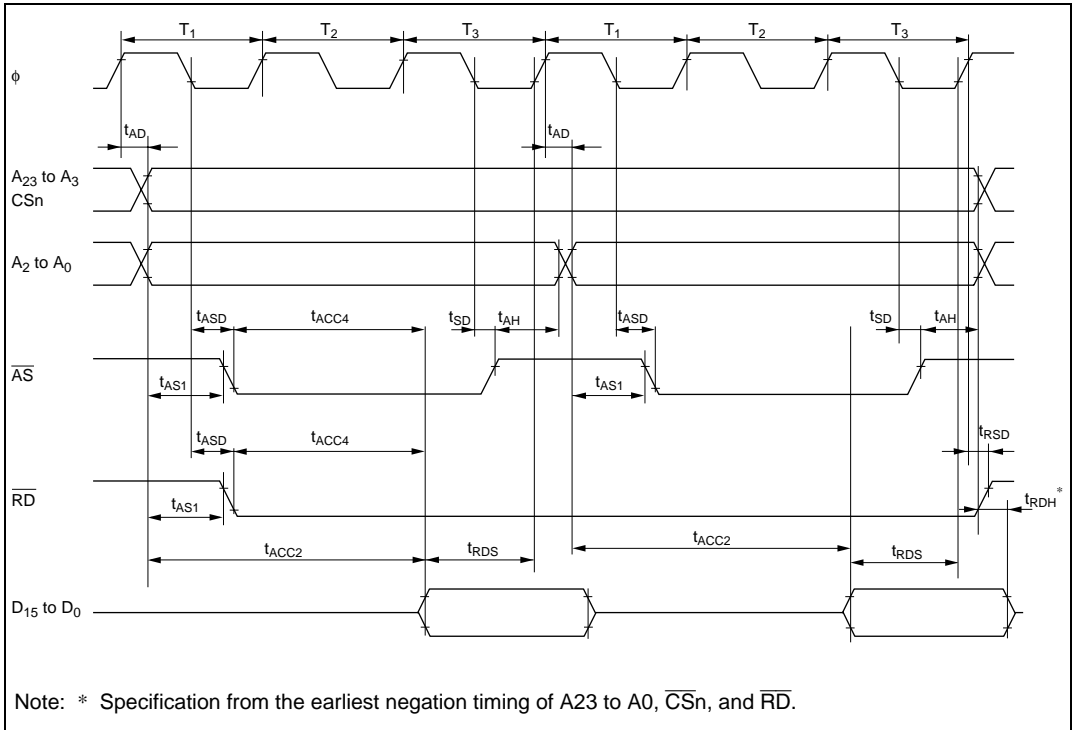 T1 T2 T3 T1 T2 T3
ϕ
tAD tAD
A23 to A3
CSn
A2 to A0
tASD tACC4 tSD tAH tASD tSD tAH
AS
tAS1 tAS1
tASD tACC4 tRSD
RD
tAS1 tRDH*
tACC2 tRDS tACC2 tRDS
D15 to D0
Note: * Specification from the earliest negation timing of A23 to A0, CSn, and RD.